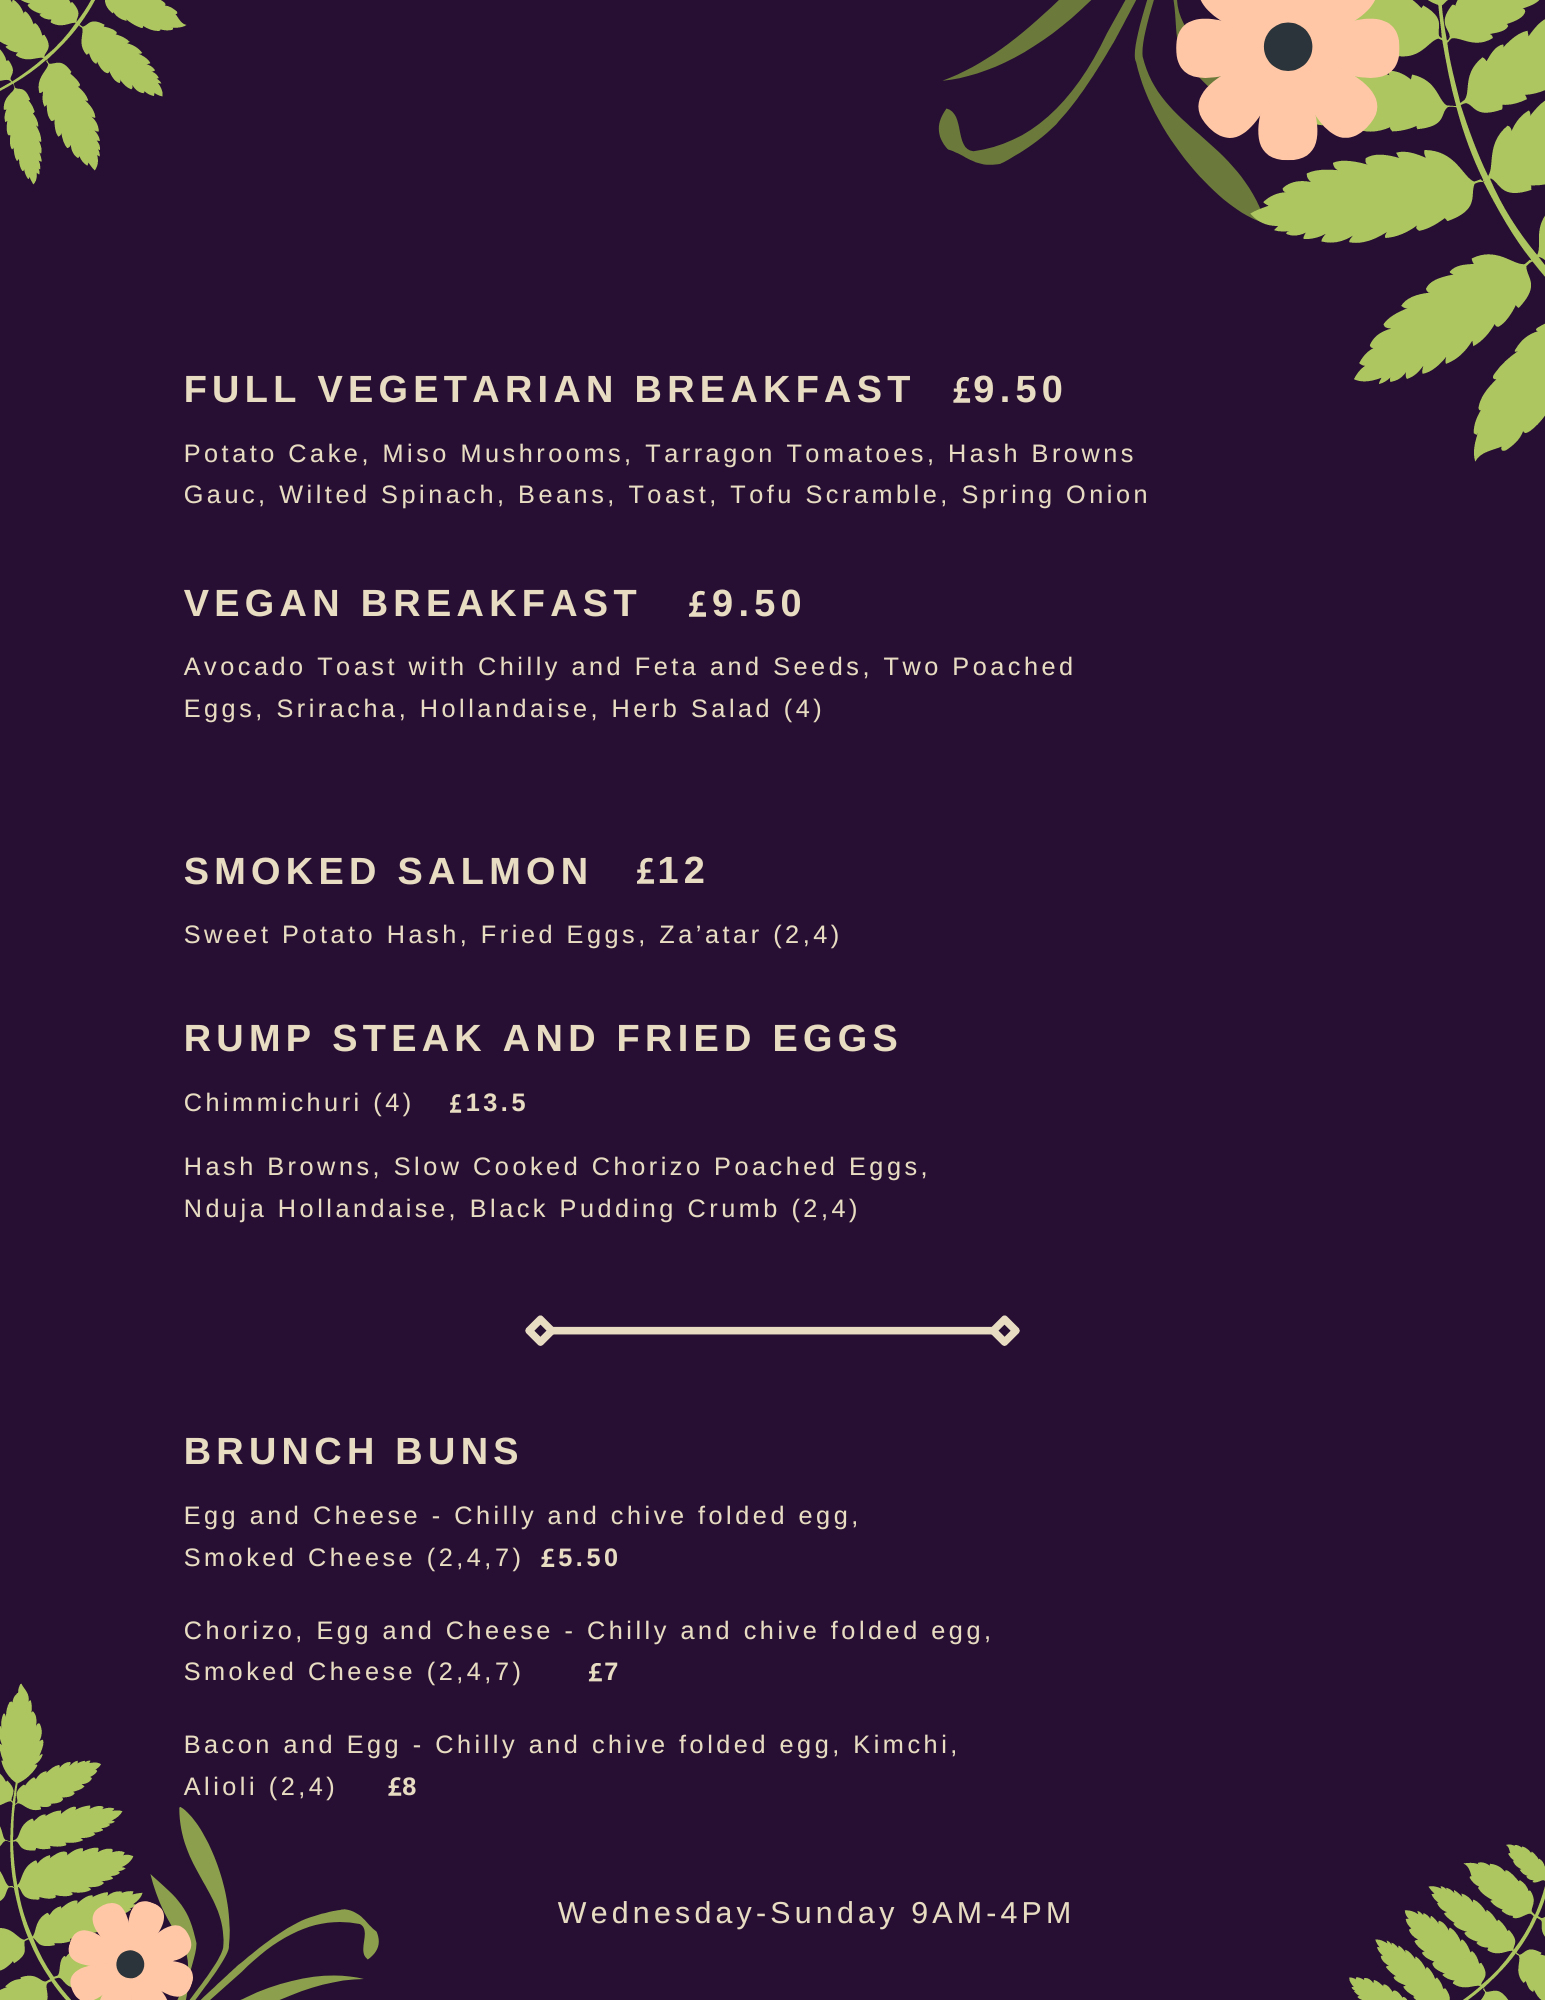 FULL VEGETARIAN BREAKFAST £9.50
Potato Cake, Miso Mushrooms, Tarragon Tomatoes, Hash Browns
Gauc, Wilted Spinach, Beans, Toast, Tofu Scramble, Spring Onion
VEGAN BREAKFAST £9.50
Avocado Toast with Chilly and Feta and Seeds, Two Poached
Eggs, Sriracha, Hollandaise, Herb Salad (4)
SMOKED SALMON £12
Sweet Potato Hash, Fried Eggs, Za’atar (2,4)
RUMP STEAK AND FRIED EGGS
Chimmichuri (4) £13.5
Hash Browns, Slow Cooked Chorizo Poached Eggs,
Nduja Hollandaise, Black Pudding Crumb (2,4)
BRUNCH BUNS
Egg and Cheese - Chilly and chive folded egg,
Smoked Cheese (2,4,7) £5.50
Chorizo, Egg and Cheese - Chilly and chive folded egg,
Smoked Cheese (2,4,7) £7
Bacon and Egg - Chilly and chive folded egg, Kimchi,
Alioli (2,4) £8
Wednesday-Sunday 9AM-4PM